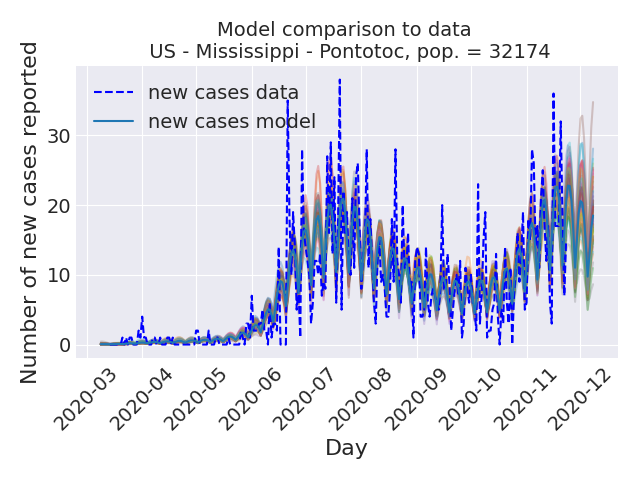 Model comparison to data
US - Mississippi - Pontotoc, pop. = 32174
Number of new cases reported
new cases data
new cases model
30
20
10
0
2020-03
2020-04
2020-05
2020-06
2020-07
2020-08
2020-09
2020-10
2020-11
2020-12
Day